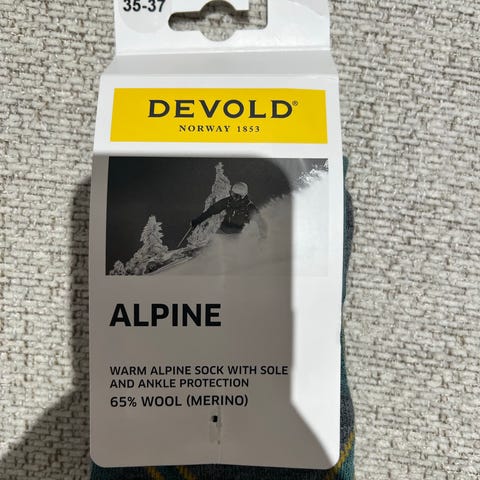 35-37
DEVOLD®
NORWAY 1853
ALPINE
WARM ALPINE SOCK WITH SOLE
AND ANKLE PROTECTION
65% WOOL (MERINO)